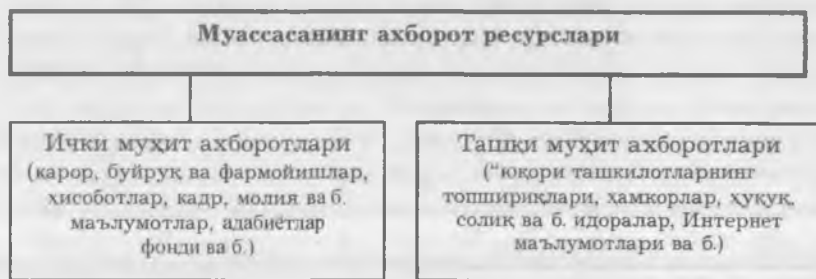 Муассасанинг ахборот ресурслари
Ички муҳит ахборотлари
(қарор, буйруқ ва фармойишлар,
ҳисоботлар, кадр, молия ва б.
маълумотлар, адабиётлар
фонди ва б.)
Ташқи муҳит ахборотлари
("юқори ташкилотларнинг
топшириқлари, ҳамкорлар, ҳуқуқ,
солиқ ва б. идоралар, Интернет
маълумотлари ва б.)